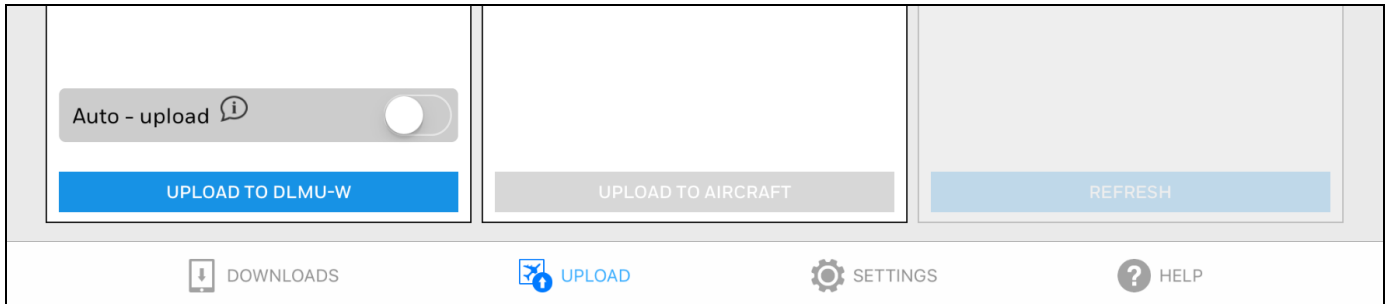 Auto - upload
UPLOAD TO DLMU-W
UPLOAD TO AIRCRAFT
REFRESH
DOWNLOADS
UPLOAD
SETTINGS
HELP